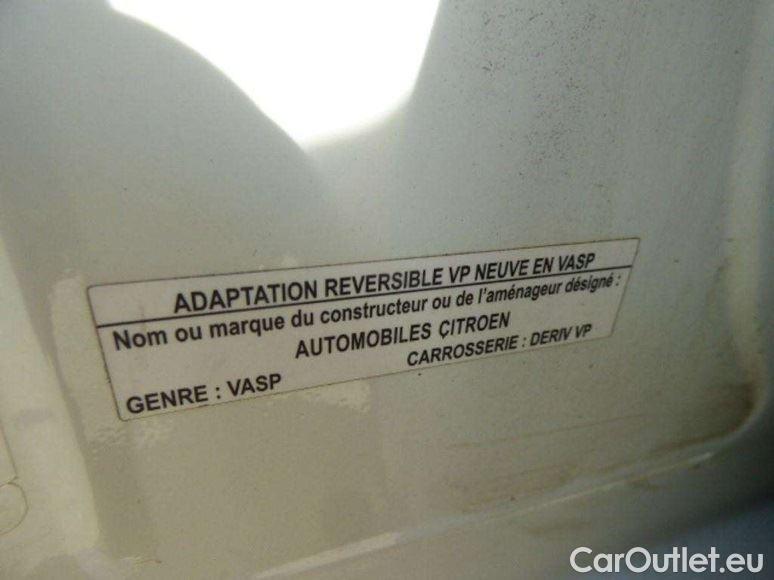 ADAPTATION REVERSIBLE VP NEUVE EN VASP
Nom ou marque du constructeur ou de l'aménageur désigné :
AUTOMOBILES ÇITROEN
GENRE : VASP CARROSSERIE : DERIV VP
CarOutlet.eu